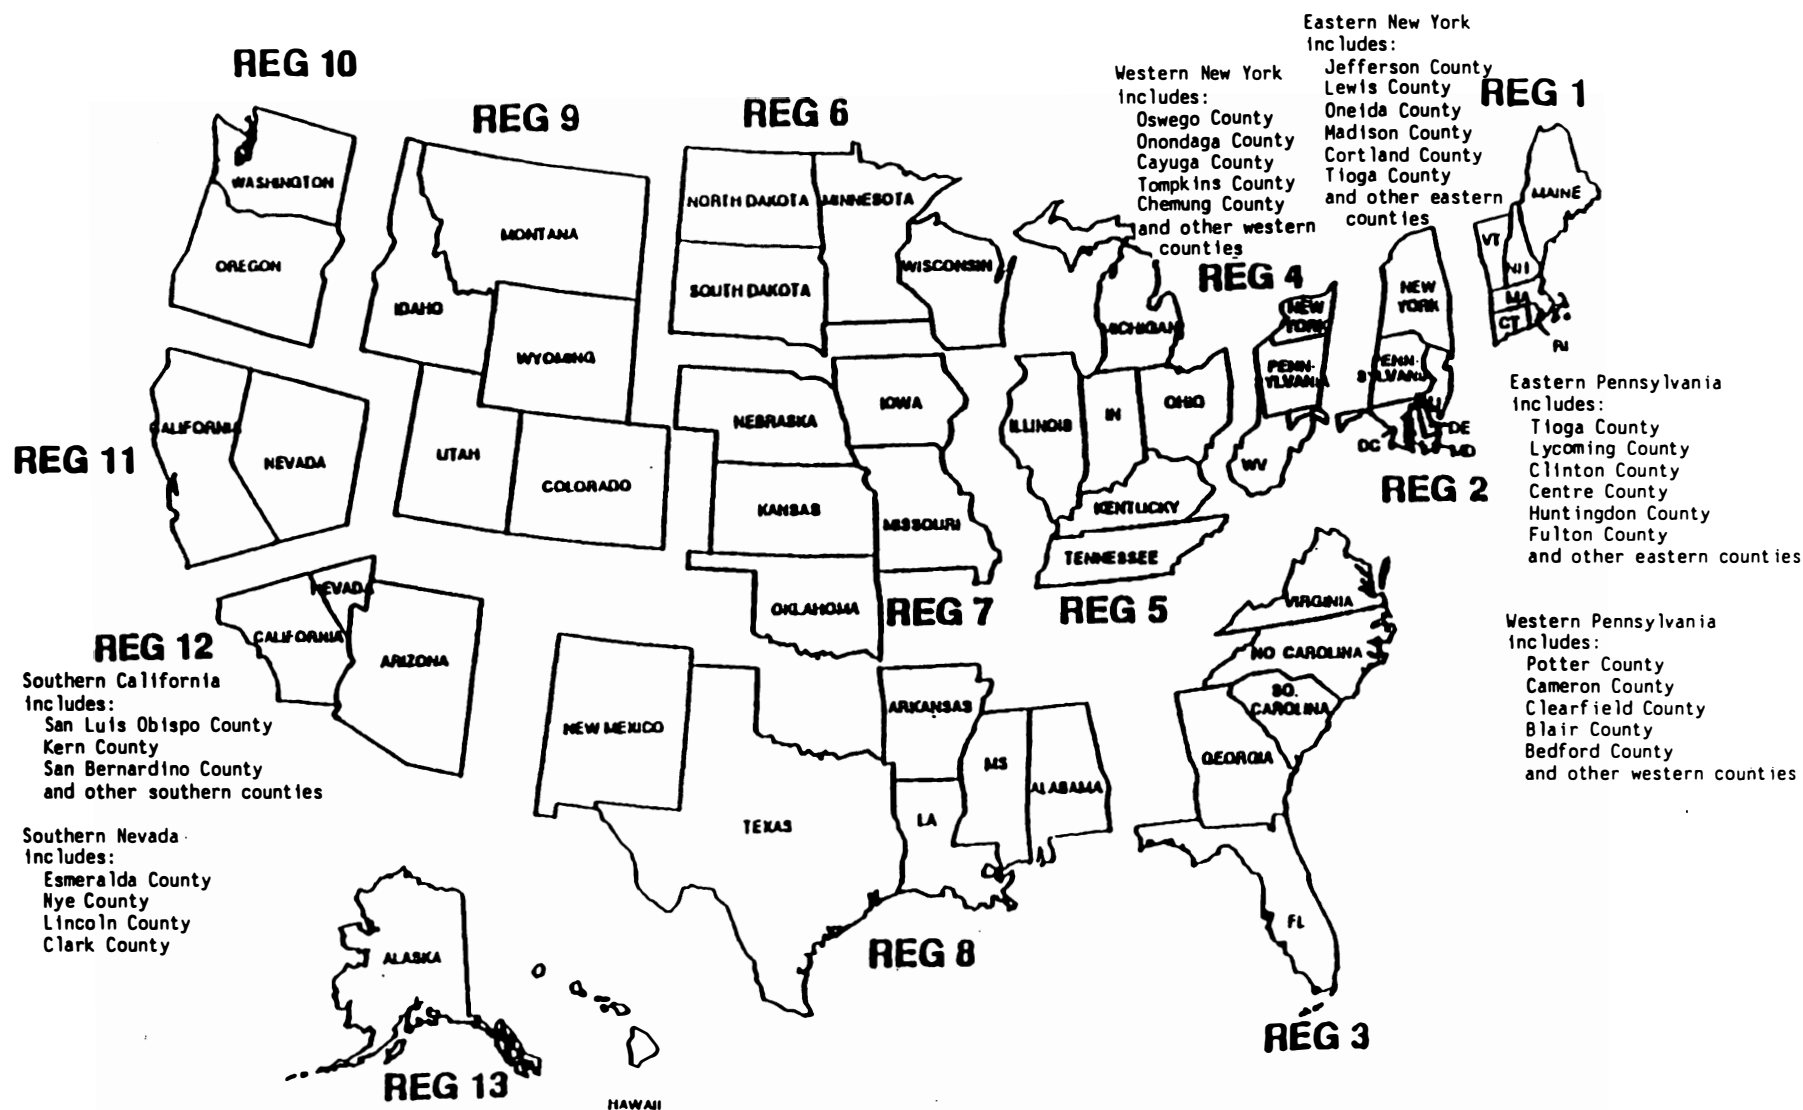 REG 10
REG 9
REG 6
REG 1
Eastern New York
includes:
Jefferson County
Lewis County
Oneida County
Madison County
Cortland County
Tioga County
and other eastern
counties
Western New York
includes:
Oswego County
Onondaga County
Cayuga County
Tompkins County
Chemung County
and other western
counties
WASHINGTON
OREGON
MONTANA
IDAHO
WYOMING
NORTH DAKOTA
MINNESOTA
SOUTH DAKOTA
WISCONSIN
MICHIGAN
REG 4
NEW
YORK
PENN-
YLVANIA
WV
NEW
YORK
PENN-
SYLVANI
NJ
DE
MD
DC
REG 2
MAINE
VT
NH
MA
CT
RI
Eastern Pennsylvania
includes:
Tioga County
Lycoming County
Clinton County
Centre County
Huntingdon County
Fulton County
and other eastern counties
Western Pennsylvania
includes:
Potter County
Cameron County
Clearfield County
Blair County
Bedford County
and other western counties
REG 11
CALIFORNIA
NEVADA
UTAH
COLORADO
NEBRASKA
IOWA
KANSAS
MISSOURI
ILLINOIS
IN
OHIO
KENTUCKY
TENNESSEE
REG 5
REG 7
OKLAHOMA
NEVADA
CALIFORNIA
ARIZONA
REG 12
Southern California
includes:
San Luis Obispo County
Kern County
San Bernardino County
and other southern counties
Southern Nevada
includes:
Esmeralda County
Nye County
Lincoln County
Clark County
NEW MEXICO
TEXAS
ARKANSAS
LA
MS
ALABAMA
REG 8
VIRGINIA
NO CAROLINA
SO.
CAROLINA
GEORGIA
FL
REG 3
ALASKA
REG 13
HAWAII